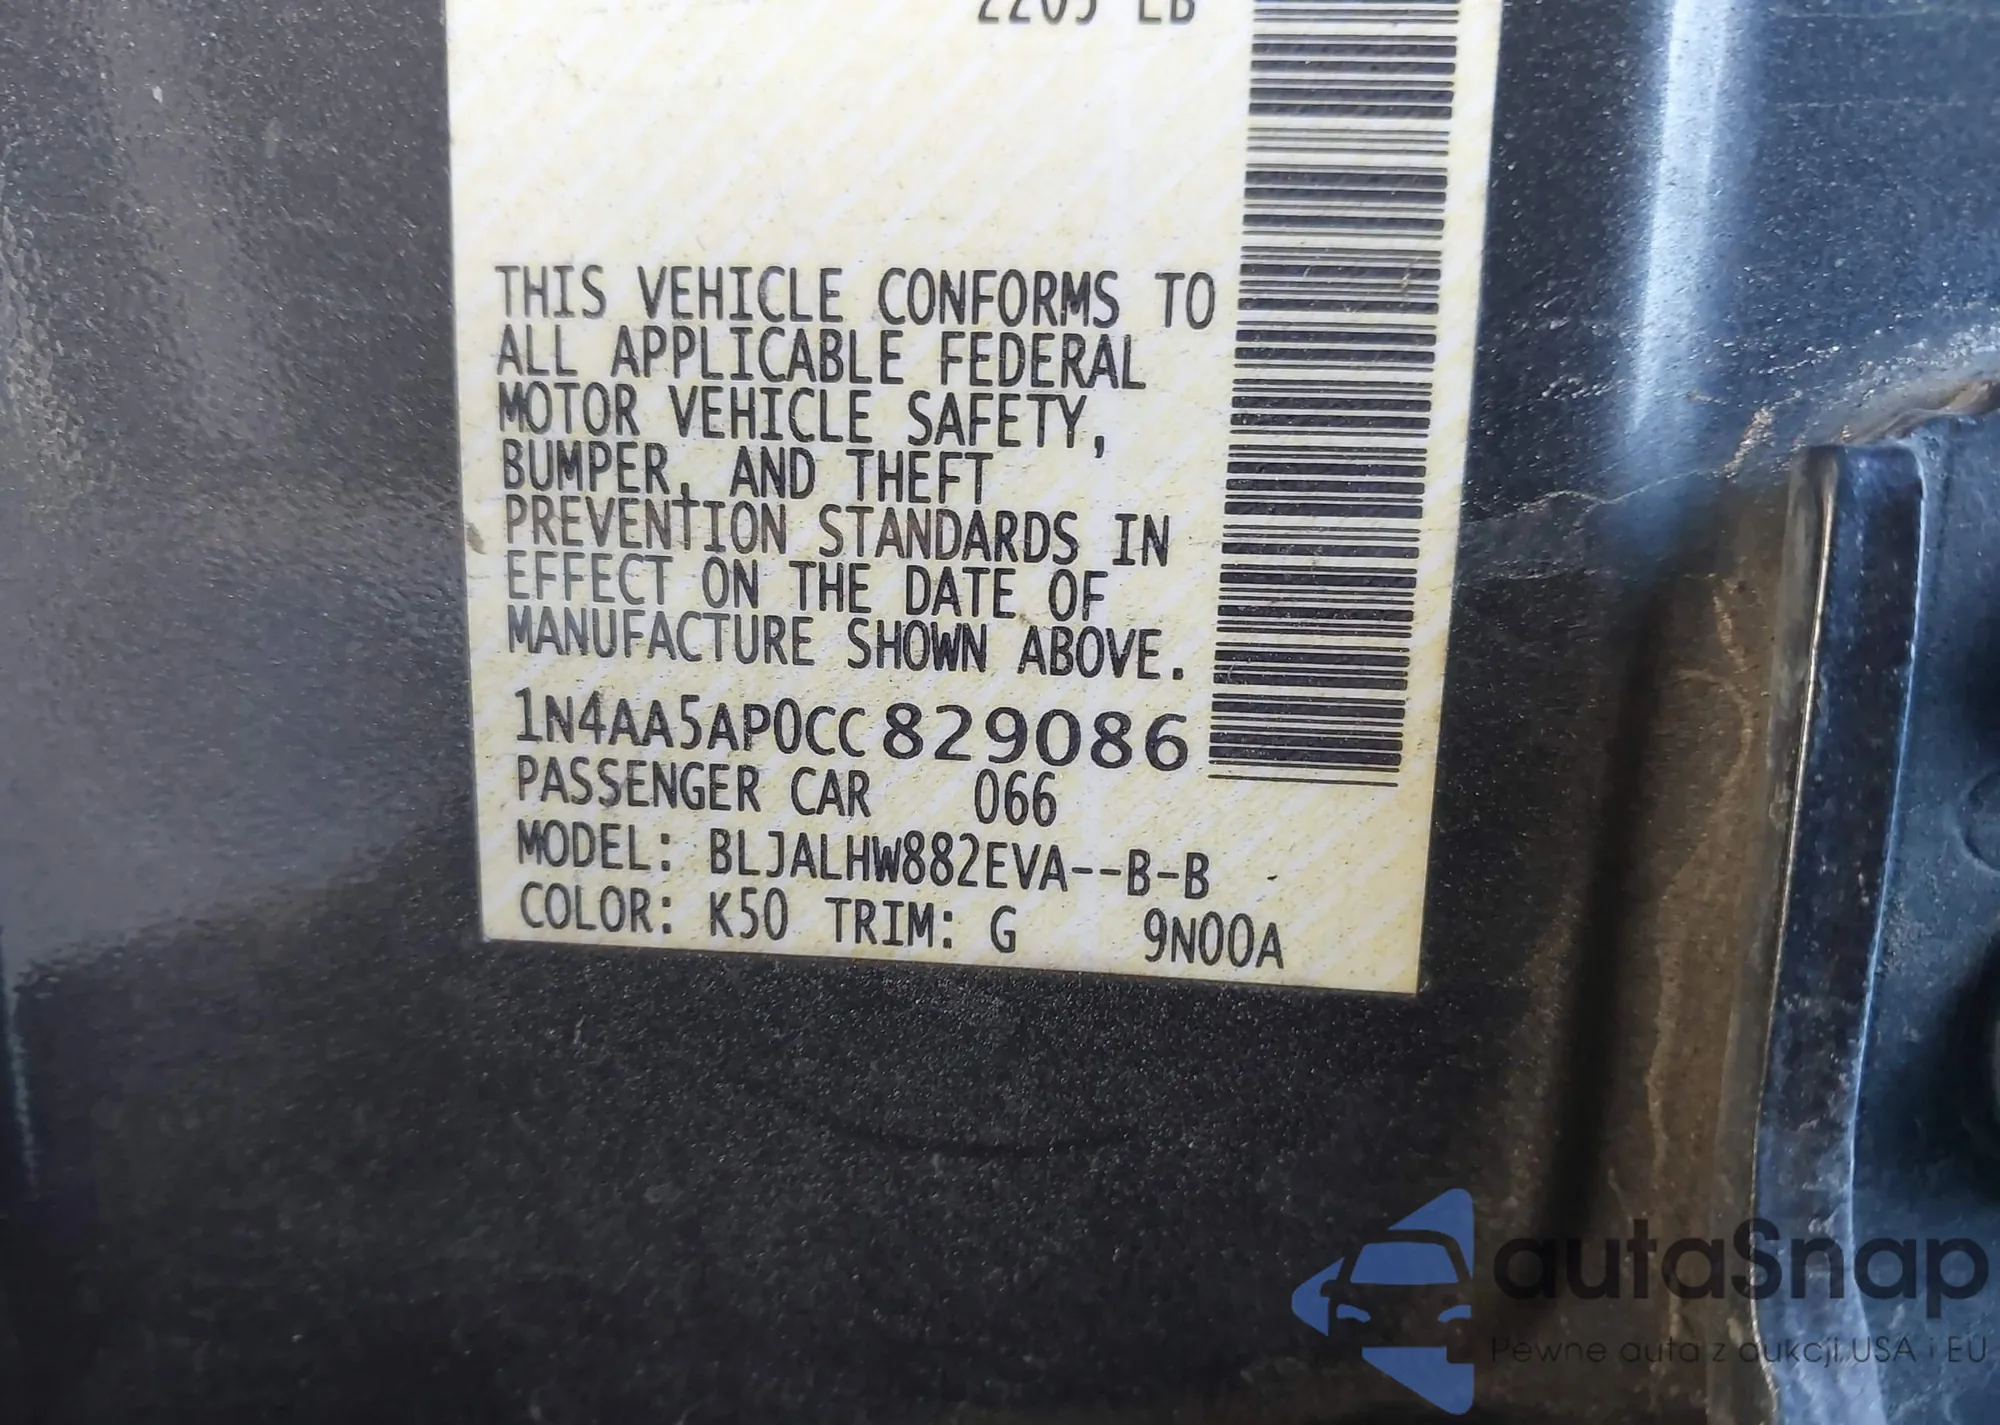 2205 LB
THIS VEHICLE CONFORMS TO
ALL APPLICABLE FEDERAL
MOTOR VEHICLE SAFETY,
BUMPER, AND THEFT
PREVENTION STANDARDS IN
EFFECT ON THE DATE OF
MANUFACTURE SHOWN ABOVE.
1N4AA5AP0CC829086
PASSENGER CAR 066
MODEL: BLJALHW882EVA--B-B
COLOR: K50 TRIM: G 9N00A
autaSnap
Pewne auta z aukcji USA i EU